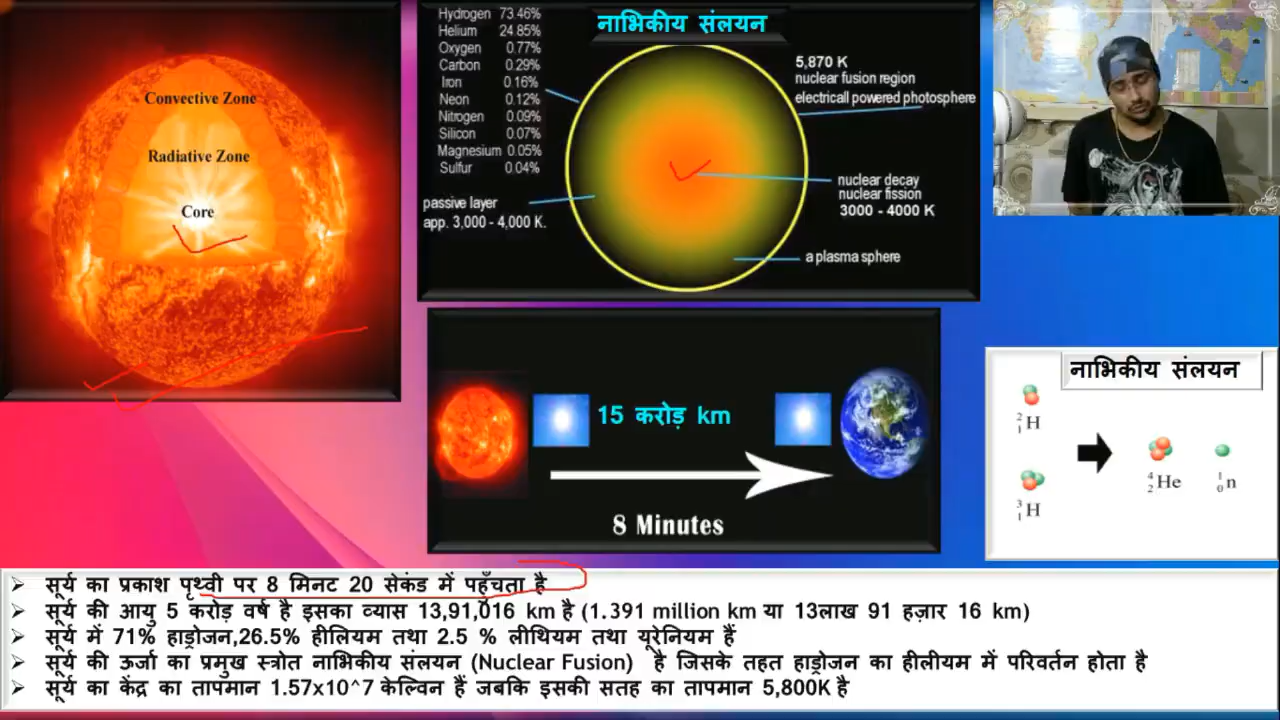 Convective Zone
Radiative Zone
Core
Hydrogen 73.46%
Helium 24.85%
Oxygen 0.77%
Carbon 0.29%
Iron 0.16%
Neon 0.12%
Nitrogen 0.09%
Silicon 0.07%
Magnesium 0.05%
Sulfur 0.04%
passive layer
app. 3,000 - 4,000 K.
नाभिकीय संलयन
5,870 K
nuclear fusion region
electricall powered photosphere
nuclear decay
nuclear fission
3000 - 4000 K
a plasma sphere
15 करोड़ km
8 Minutes
नाभिकीय संलयन
²₁H
³₁H
⁴₂He
¹₀n
➢ सूर्य का प्रकाश पृथ्वी पर 8 मिनट 20 सेकंड में पहुँचता है
➢ सूर्य की आयु 5 करोड़ वर्ष है इसका व्यास 13,91,016 km है (1.391 million km या 13लाख 91 हज़ार 16 km)
➢ सूर्य में 71% हाड्रोजन,26.5% हीलियम तथा 2.5 % लीथियम तथा यूरेनियम हैं
➢ सूर्य की ऊर्जा का प्रमुख स्त्रोत नाभिकीय संलयन (Nuclear Fusion) है जिसके तहत हाड्रोजन का हीलीयम में परिवर्तन होता है
➢ सूर्य का केंद्र का तापमान 1.57x10^7 केल्विन हैं जबकि इसकी सतह का तापमान 5,800K है